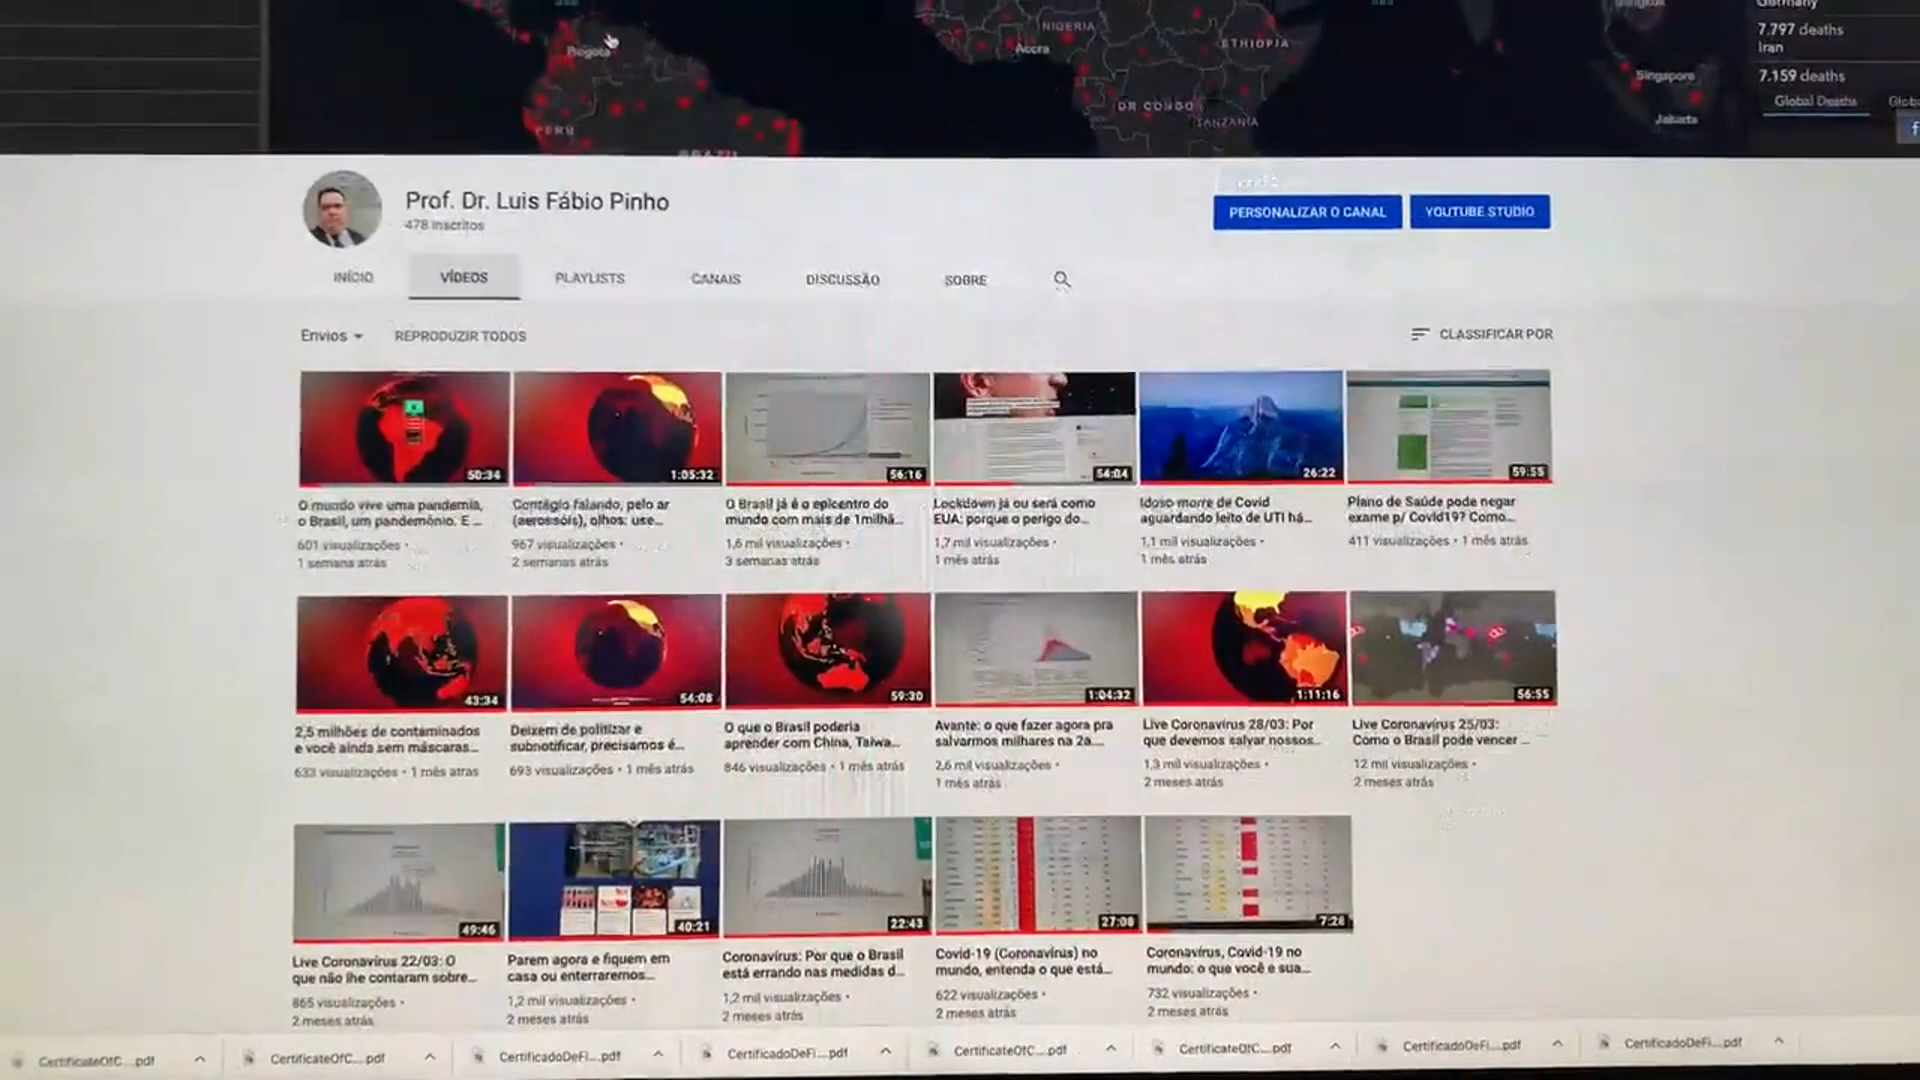 Bogota
NIGERIA
Accra
ETHIOPIA
DR CONGO
TANZANIA
PERU
BRAZIL
Singapore
Jakarta
Germany
7.797 deaths
Iran
7.159 deaths
Global Deaths
Prof. Dr. Luis Fábio Pinho
478 inscritos
PERSONALIZAR O CANAL
YOUTUBE STUDIO
INÍCIO
VÍDEOS
PLAYLISTS
CANAIS
DISCUSSÃO
SOBRE
Envios
REPRODUZIR TODOS
CLASSIFICAR POR
50:34
1:05:32
56:16
54:04
26:22
59:55
O mundo vive uma pandemia,
o Brasil, um pandemônio. E ...
601 visualizações •
1 semana atrás
Contágio falando, pelo ar
(aerossóis), olhos: use...
967 visualizações •
2 semanas atrás
O Brasil já é o epicentro do
mundo com mais de 1milhã...
1,6 mil visualizações •
3 semanas atrás
Lockdown já ou será como
EUA: porque o perigo do...
1,7 mil visualizações •
1 mês atrás
Idoso morre de Covid
aguardando leito de UTI há...
1,1 mil visualizações •
1 mês atrás
Plano de Saúde pode negar
exame p/ Covid19? Como...
411 visualizações • 1 mês atrás
43:34
54:08
59:30
1:04:32
1:11:16
56:55
2,5 milhões de contaminados
e você ainda sem máscaras...
633 visualizações • 1 mês atrás
Deixem de politizar e
subnotificar, precisamos é...
693 visualizações • 1 mês atrás
O que o Brasil poderia
aprender com China, Taiwa...
846 visualizações • 1 mês atrás
Avante: o que fazer agora pra
salvarmos milhares na 2a....
2,6 mil visualizações •
1 mês atrás
Live Coronavírus 28/03: Por
que devemos salvar nossos...
1,3 mil visualizações •
2 meses atrás
Live Coronavírus 25/03:
Como o Brasil pode vencer ...
12 mil visualizações •
2 meses atrás
49:46
40:21
22:43
27:08
7:28
Live Coronavírus 22/03: O
que não lhe contaram sobre...
865 visualizações •
2 meses atrás
Parem agora e fiquem em
casa ou enterraremos...
1,2 mil visualizações •
2 meses atrás
Coronavírus: Por que o Brasil
está errando nas medidas d...
1,2 mil visualizações •
2 meses atrás
Covid-19 (Coronavírus) no
mundo, entenda o que está...
622 visualizações •
2 meses atrás
Coronavírus, Covid-19 no
mundo: o que você e sua...
732 visualizações •
2 meses atrás
CertificateOfC....pdf
CertificateOfC....pdf
CertificadoDeFi....pdf
CertificadoDeFi....pdf
CertificateOfC....pdf
CertificateOfC....pdf
CertificadoDeFi....pdf
CertificadoDeFi....pdf